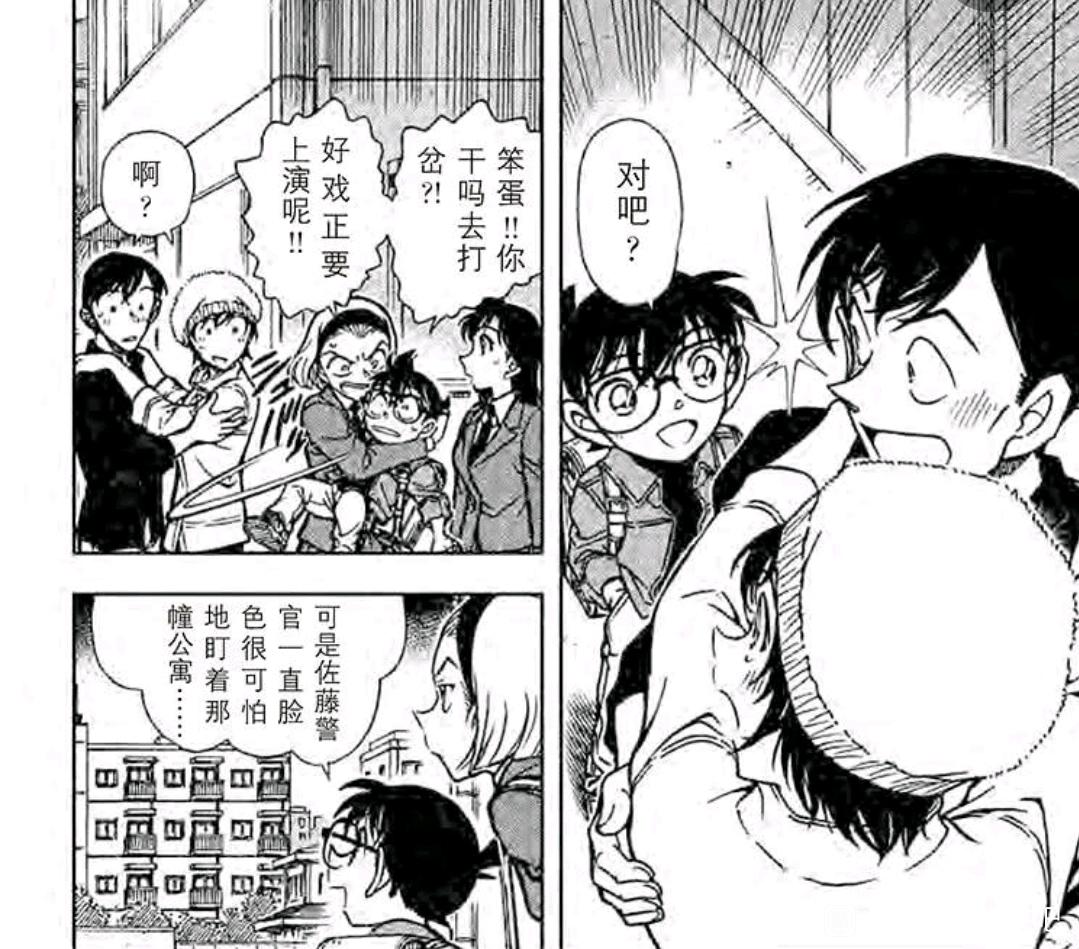 对吧?
笨蛋!!你
干吗去打
岔?!
好戏正要
上演呢!!
啊?
可是佐藤警
官一直脸
色很可怕
地盯着那
幢公寓……